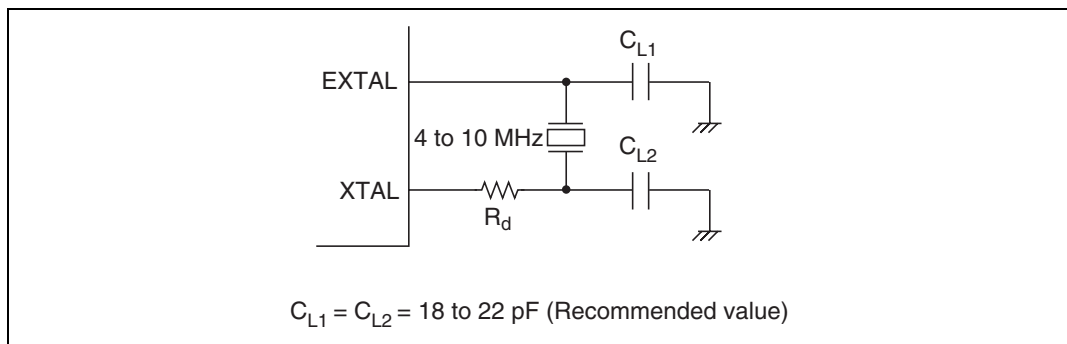 C_L1
EXTAL
4 to 10 MHz
C_L2
XTAL
R_d
C_L1 = C_L2 = 18 to 22 pF (Recommended value)